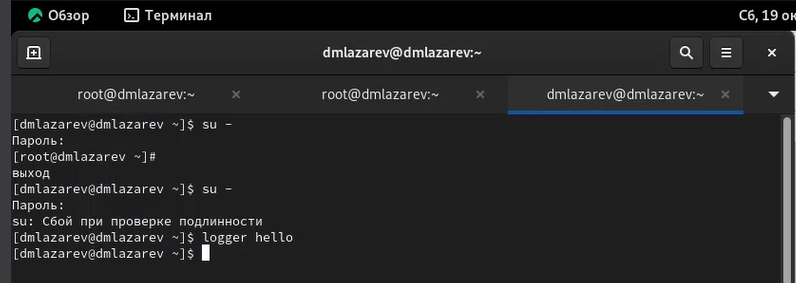 Обзор Терминал Сб, 19 ок
dmlazarev@dmlazarev:~
root@dmlazarev:~ root@dmlazarev:~ dmlazarev@dmlazarev:~
[dmlazarev@dmlazarev ~]$ su -
Пароль:
[root@dmlazarev ~]#
выход
[dmlazarev@dmlazarev ~]$ su -
Пароль:
su: Сбой при проверке подлинности
[dmlazarev@dmlazarev ~]$ logger hello
[dmlazarev@dmlazarev ~]$